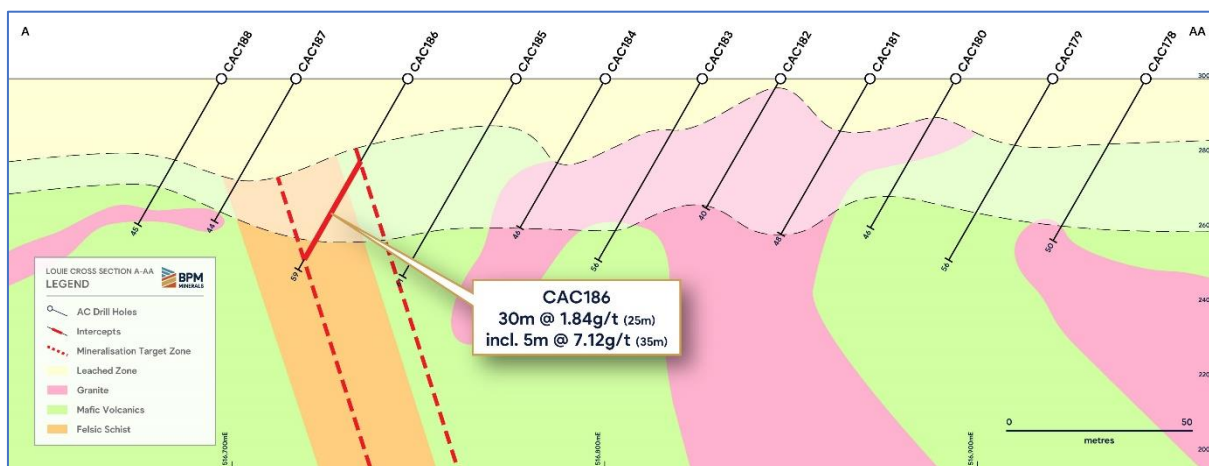 A
AA
CAC188
CAC187
CAC186
CAC185
CAC184
CAC183
CAC182
CAC181
CAC180
CAC179
CAC178
300
280
260
240
220
200
45
44
59
46
56
40
48
46
56
50
CAC186
30m @ 1.84g/t (25m)
incl. 5m @ 7.12g/t (35m)
LOUIE CROSS SECTION A-AA
LEGEND
BPM
MINERALS
AC Drill Holes
Intercepts
Mineralisation Target Zone
Leached Zone
Granite
Mafic Volcanics
Felsic Schist
516,700mE
516,800mE
516,900mE
0
50
metres